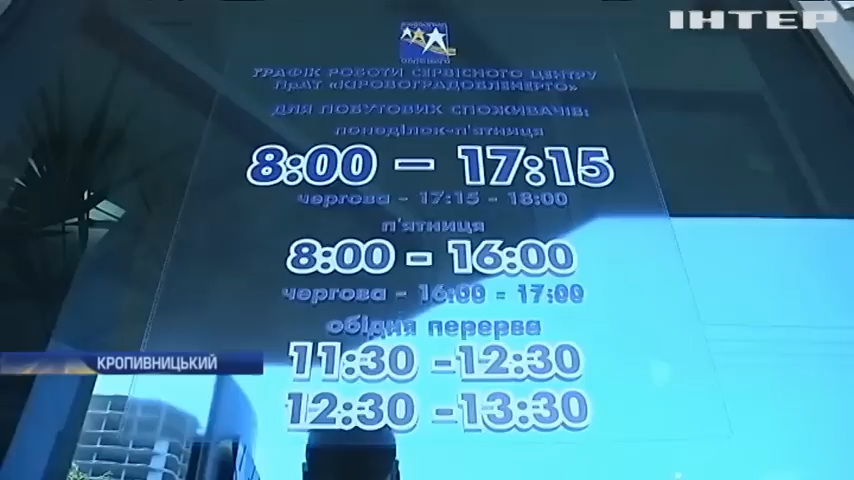 ІНТЕР
ГРАФІК РОБОТИ СЕРВІСНОГО ЦЕНТРУ
ПрАТ «КІРОВОГРАДОБЛЕНЕРГО»
ДЛЯ ПОБУТОВИХ СПОЖИВАЧІВ:
понеділок-п'ятниця
8:00 – 17:15
чергова - 17:15 - 18:00
п'ятниця
8:00 – 16:00
чергова - 16:00 - 17:00
обідня перерва
11:30 –12:30
КРОПИВНИЦЬКИЙ
12:30 –13:30